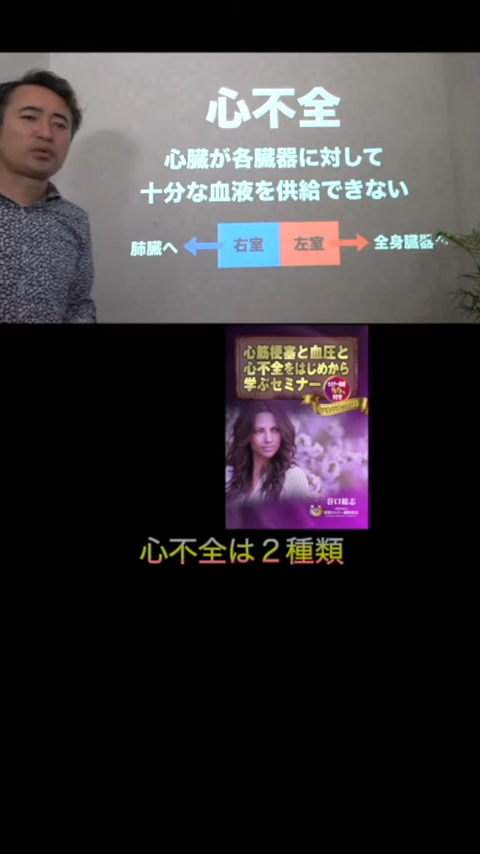 心不全
心臓が各臓器に対して
十分な血液を供給できない
肺臓へ
右室
左室
全身臓器へ
心筋梗塞と血圧と
心不全をはじめから
学ぶセミナー
付き
谷口総志
心不全は2種類